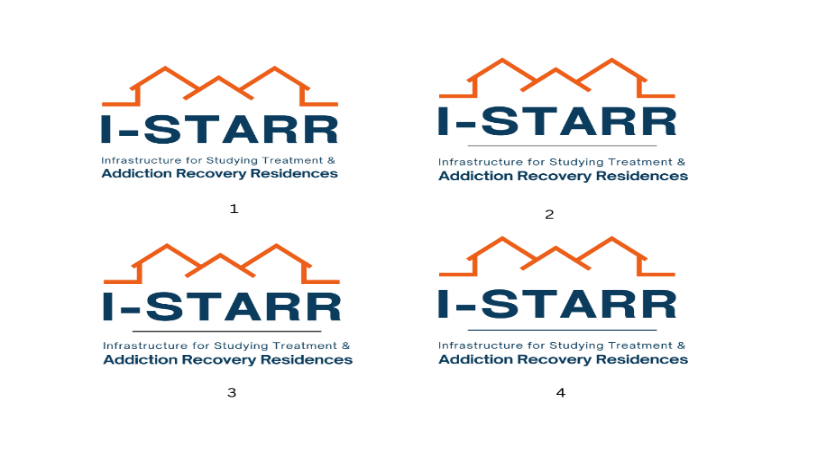 I-STARR
Infrastructure for Studying Treatment &
Addiction Recovery Residences
1
I-STARR
Infrastructure for Studying Treatment &
Addiction Recovery Residences
2
I-STARR
Infrastructure for Studying Treatment &
Addiction Recovery Residences
3
I-STARR
Infrastructure for Studying Treatment &
Addiction Recovery Residences
4